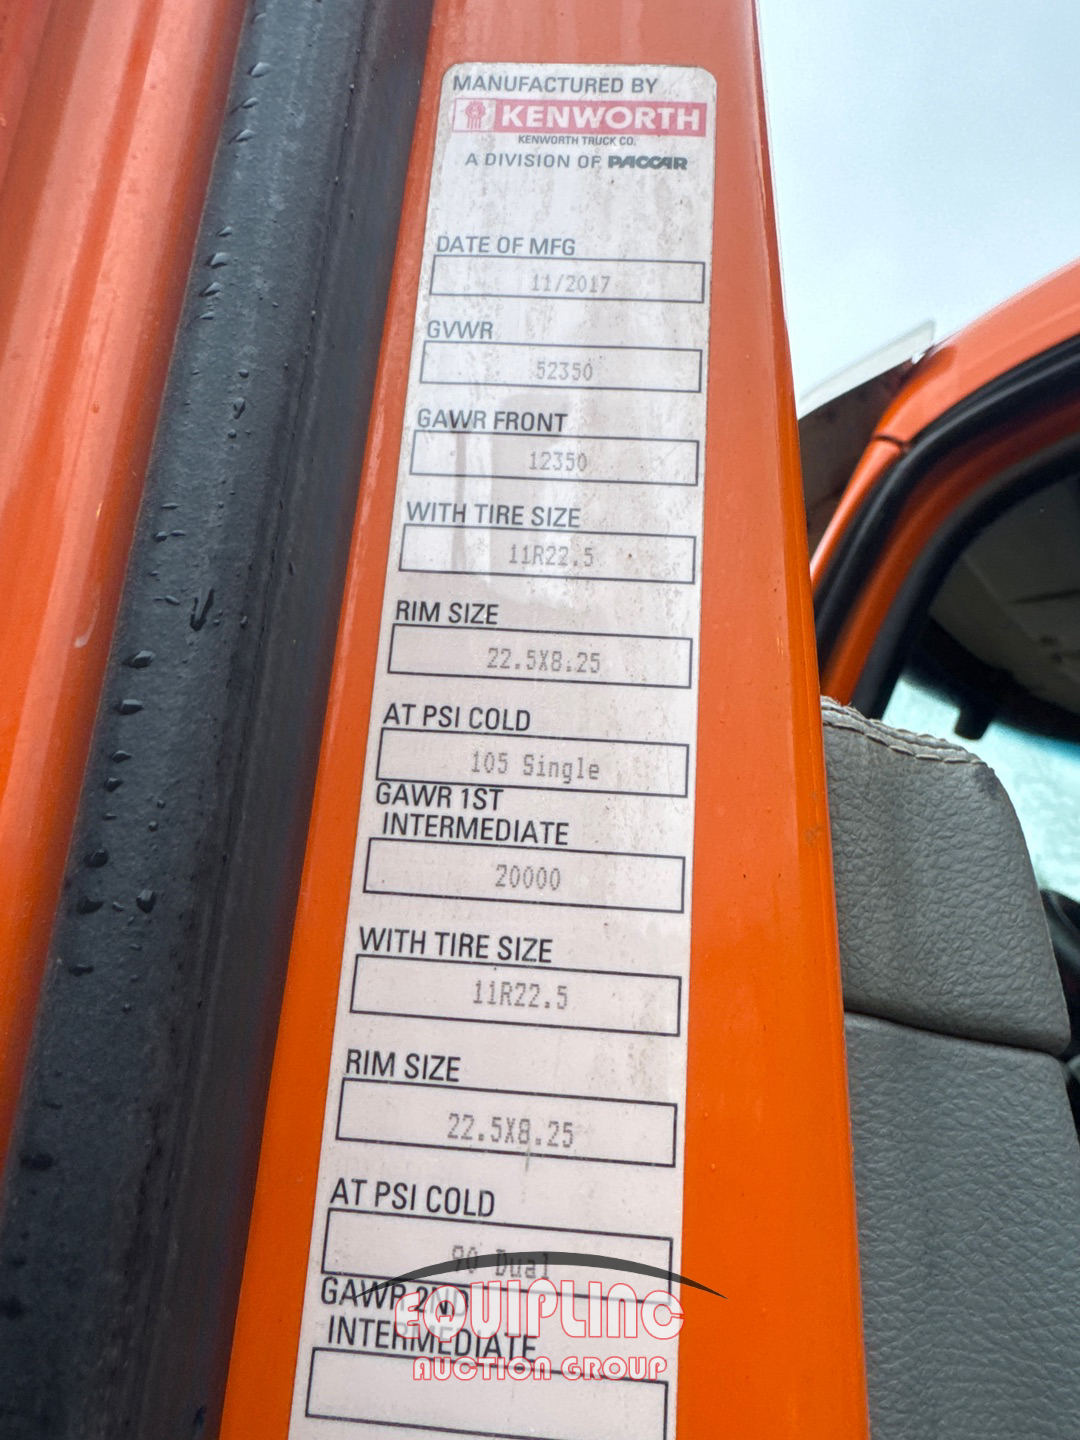 MANUFACTURED BY
KENWORTH
KENWORTH TRUCK CO.
A DIVISION OF PACCAR
DATE OF MFG
11/2017
GVWR
52350
GAWR FRONT
12350
WITH TIRE SIZE
11R22.5
RIM SIZE
22.5X8.25
AT PSI COLD
105 Single
GAWR 1ST
INTERMEDIATE
20000
WITH TIRE SIZE
11R22.5
RIM SIZE
22.5X8.25
AT PSI COLD
90 Dual
GAWR 2ND
INTERMEDIATE
EQUIPLINC
AUCTION GROUP